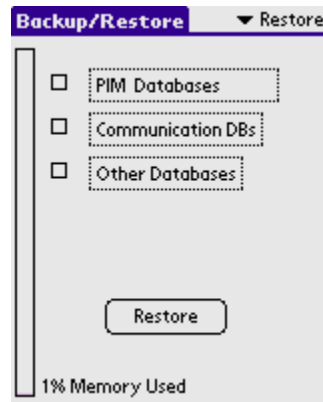 Backup/Restore ▼ Restore
PIM Databases
Communication DBs
Other Databases
Restore
1% Memory Used